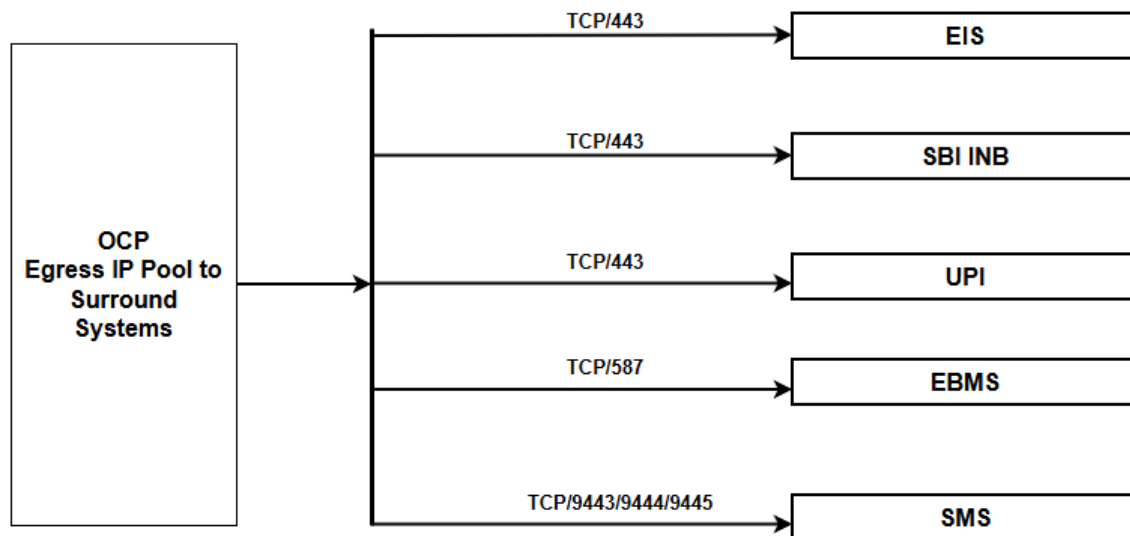 OCP
Egress IP Pool to
Surround
Systems
TCP/443
EIS
TCP/443
SBI INB
TCP/443
UPI
TCP/587
EBMS
TCP/9443/9444/9445
SMS